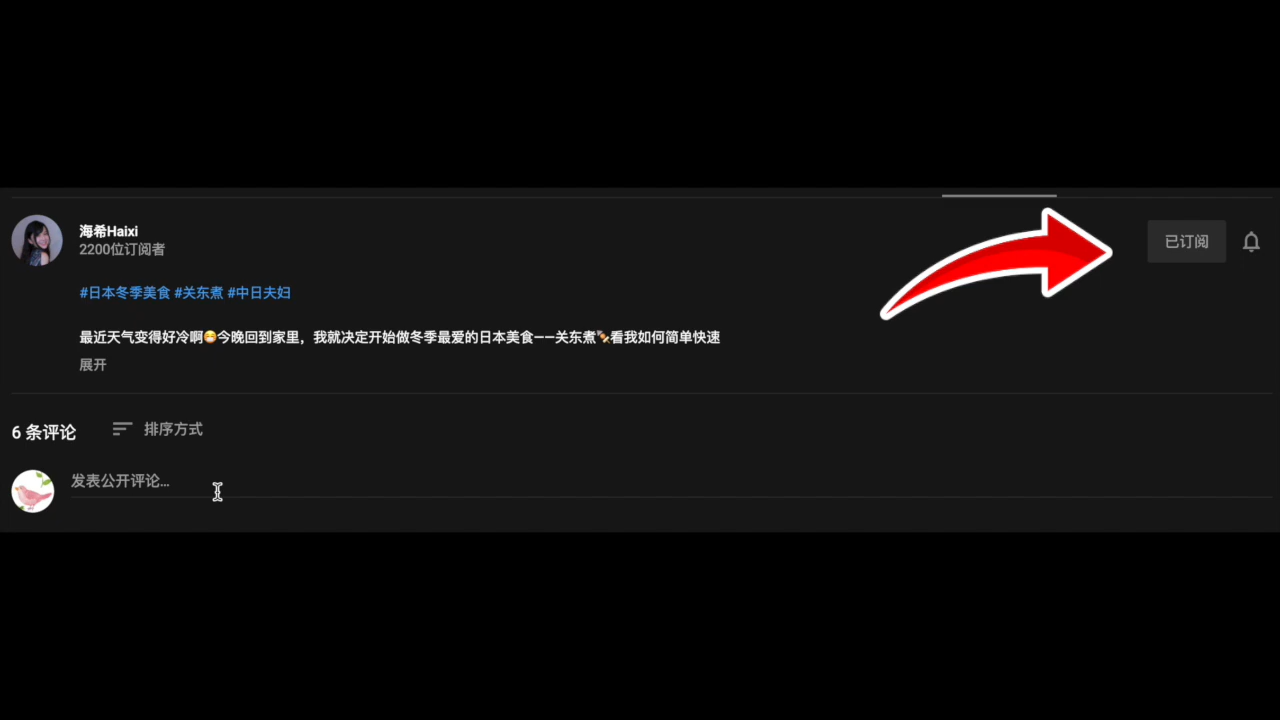 海希Haixi
2200位订阅者
已订阅
#日本冬季美食 #关东煮 #中日夫妇
最近天气变得好冷啊😷今晚回到家里，我就决定开始做冬季最爱的日本美食——关东煮🍢看我如何简单快速
展开
6 条评论
排序方式
发表公开评论...